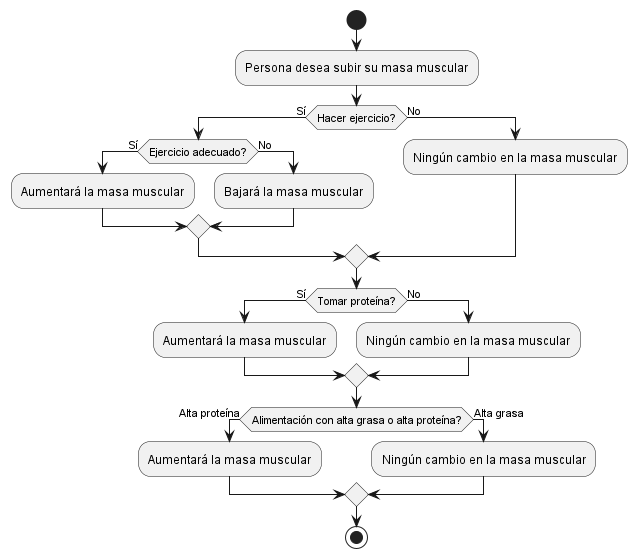 Persona desea subir su masa muscular
Sí
Hacer ejercicio?
No
Sí
Ejercicio adecuado?
No
Ningún cambio en la masa muscular
Aumentará la masa muscular
Bajará la masa muscular
Sí
Tomar proteína?
No
Aumentará la masa muscular
Ningún cambio en la masa muscular
Alta proteína
Alimentación con alta grasa o alta proteína?
Alta grasa
Aumentará la masa muscular
Ningún cambio en la masa muscular